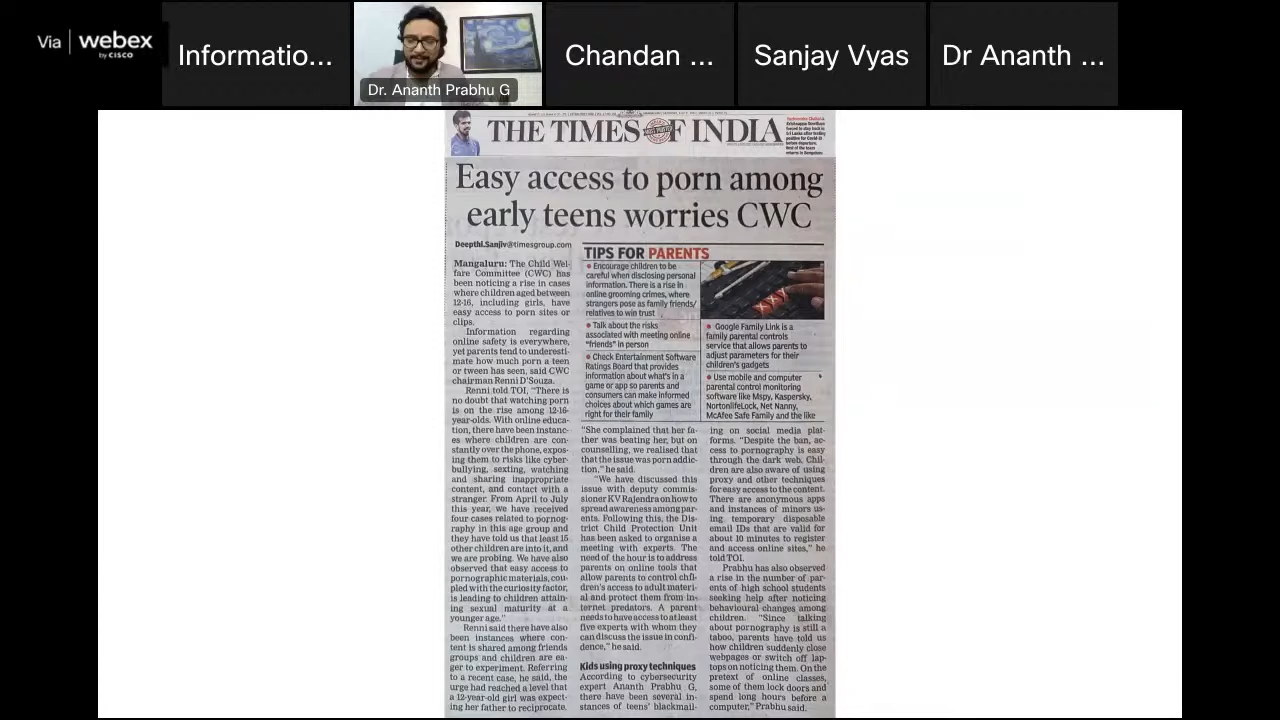 Via webex
by CISCO
Informatio...
Dr. Ananth Prabhu G
Chandan ...
Sanjay Vyas
Dr Ananth ...
THE TIMES OF INDIA
Easy access to porn among
early teens worries CWC
Deepthi.Sanjiv@timesgroup.com
Mangaluru: The Child Wel-
fare Committee (CWC) has
been noticing a rise in cases
where children aged between
12-16, including girls, have
easy access to porn sites or
clips.
Information regarding
online safety is everywhere,
yet parents tend to underesti-
mate how much porn a teen
or tween has seen, said CWC
chairman Renni D'Souza.
Renni told TOI, "There is
no doubt that watching porn
is on the rise among 12-16-
year-olds. With online educa-
tion, there have been instanc-
es where children are con-
stantly over the phone, expos-
ing them to risks like cyber-
bullying, sexting, watching
and sharing inappropriate
content, and contact with a
stranger. From April to July
this year, we have received
four cases related to pornog-
raphy in this age group and
they have told us that least 15
other children are into it, and
we are probing. We have also
observed that easy access to
pornographic materials, cou-
pled with the curiosity factor,
is leading to children attain-
ing sexual maturity at a
younger age."
Renni said there have also
been instances where con-
tent is shared among friends
groups and children are ea-
ger to experiment. Referring
to a recent case, he said, the
urge had reached a level that
a 12-year-old girl was expect-
ing her father to reciprocate.
TIPS FOR PARENTS
Encourage children to be
careful when disclosing personal
information. There is a rise in
online grooming crimes, where
strangers pose as family friends/
relatives to win trust
Talk about the risks
associated with meeting online
"friends" in person
Check Entertainment Software
Ratings Board that provides
information about what's in a
game or app so parents and
consumers can make informed
choices about which games are
right for their family
XXX
Google Family Link is a
family parental controls
service that allows parents to
adjust parameters for their
children's gadgets
Use mobile and computer
parental control monitoring
software like Mspy, Kaspersky,
NortonlifeLock, Net Nanny,
McAfee Safe Family and the like
"She complained that her fa-
ther was beating her, but on
counselling, we realised that
that the issue was porn addic-
tion," he said.
"We have discussed this
issue with deputy commis-
sioner KV Rajendra on how to
spread awareness among par-
ents. Following this, the Dis-
trict Child Protection Unit
has been asked to organise a
meeting with experts. The
need of the hour is to address
parents on online tools that
allow parents to control chil-
dren's access to adult materi-
al and protect them from in-
ternet predators. A parent
needs to have access to at least
five experts with whom they
can discuss the issue in confi-
dence," he said.
Kids using proxy techniques
According to cybersecurity
expert Ananth Prabhu G,
there have been several in-
stances of teens' blackmail-
ing on social media plat-
forms. "Despite the ban, ac-
cess to pornography is easy
through the dark web. Chil-
dren are also aware of using
proxy and other techniques
for easy access to the content.
There are anonymous apps
and instances of minors us-
ing temporary disposable
email IDs that are valid for
about 10 minutes to register
and access online sites," he
told TOI.
Prabhu has also observed
a rise in the number of par-
ents of high school students
seeking help after noticing
behavioural changes among
children. "Since talking
about pornography is still a
taboo, parents have told us
how children suddenly close
webpages or switch off lap-
tops on noticing them. On the
pretext of online classes,
some of them lock doors and
spend long hours before a
computer," Prabhu said.